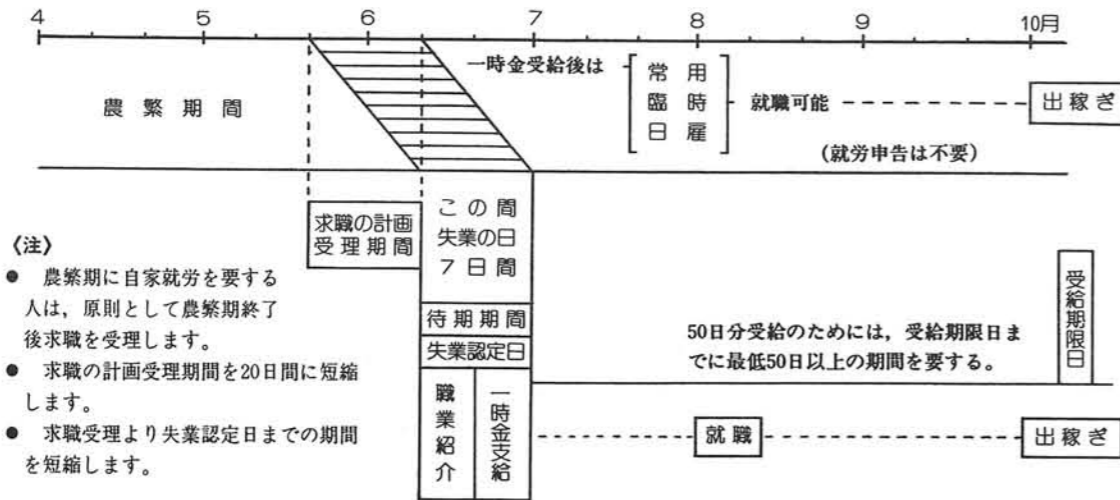 4 5 6 7 8 9 10月
一時金受給後は
常用
臨時
日雇
就職可能
出稼ぎ
農繁期間
(就労申告は不要)
求職の計画
受理期間
この間
失業の日
7日間
待期期間
失業認定日
職業紹介
一時金支給
〈注〉
● 農繁期に自家就労を要する
人は，原則として農繁期終了
後求職を受理します。
● 求職の計画受理期間を20日間に短縮
します。
● 求職受理より失業認定日までの期間
を短縮します。
50日分受給のためには，受給期限日ま
でに最低50日以上の期間を要する。
受給期限日
就職
出稼ぎ